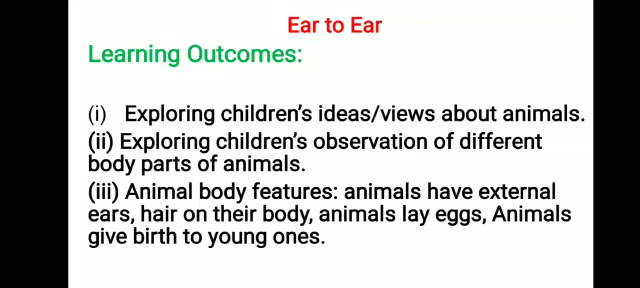 Ear to Ear
Learning Outcomes:
(i) Exploring children's ideas/views about animals.
(ii) Exploring children's observation of different
body parts of animals.
(iii) Animal body features: animals have external
ears, hair on their body, animals lay eggs, Animals
give birth to young ones.